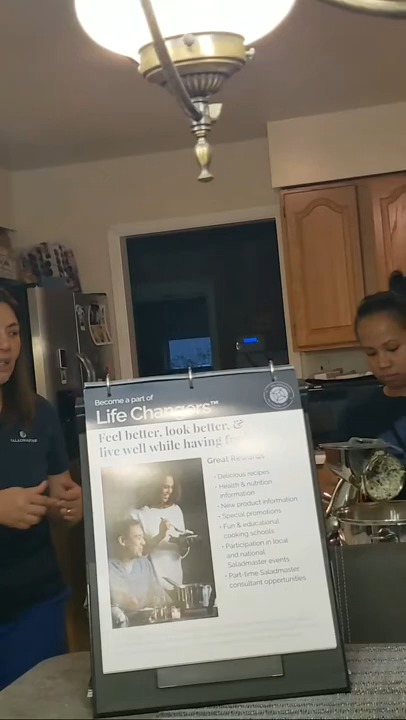 Become a part of
Life Changers™
Feel better, look better, &
live well while having
Great Rewards
• Delicious recipes
• Health & nutrition
information
• New product information
• Special promotions
• Fun & educational
cooking schools
• Participation in local
and national
Saladmaster events
• Part-time Saladmaster
consultant opportunities
SALADMASTER